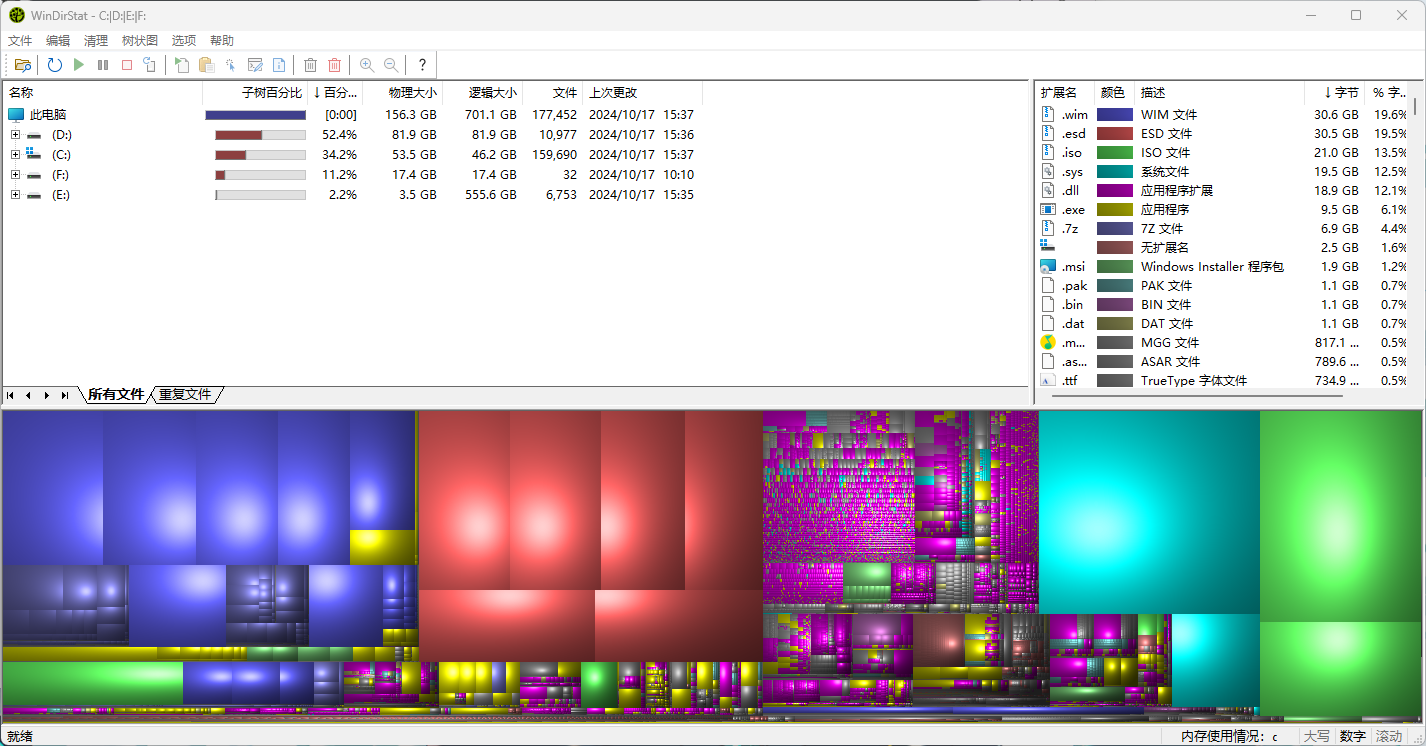 WinDirStat - C:|D:|E:|F:
文件 编辑 清理 树状图 选项 帮助
名称 子树百分比 ↓ 百分... 物理大小 逻辑大小 文件 上次更改
此电脑 [0:00] 156.3 GB 701.1 GB 177,452 2024/10/17 15:37
(D:) 52.4% 81.9 GB 81.9 GB 10,977 2024/10/17 15:36
(C:) 34.2% 53.5 GB 46.2 GB 159,690 2024/10/17 15:37
(F:) 11.2% 17.4 GB 17.4 GB 32 2024/10/17 10:10
(E:) 2.2% 3.5 GB 555.6 GB 6,753 2024/10/17 15:35
所有文件 重复文件
扩展名 颜色 描述 ↓ 字节 % 字...
.wim WIM 文件 30.6 GB 19.6%
.esd ESD 文件 30.5 GB 19.5%
.iso ISO 文件 21.0 GB 13.5%
.sys 系统文件 19.5 GB 12.5%
.dll 应用程序扩展 18.9 GB 12.1%
.exe 应用程序 9.5 GB 6.1%
.7z 7Z 文件 6.9 GB 4.4%
无扩展名 2.5 GB 1.6%
.msi Windows Installer 程序包 1.9 GB 1.2%
.pak PAK 文件 1.1 GB 0.7%
.bin BIN 文件 1.1 GB 0.7%
.dat DAT 文件 1.1 GB 0.7%
.m... MGG 文件 817.1 ... 0.5%
.as... ASAR 文件 789.6 ... 0.5%
.ttf TrueType 字体文件 734.9 ... 0.5%
就绪 内存使用情况: c 大写 数字 滚动